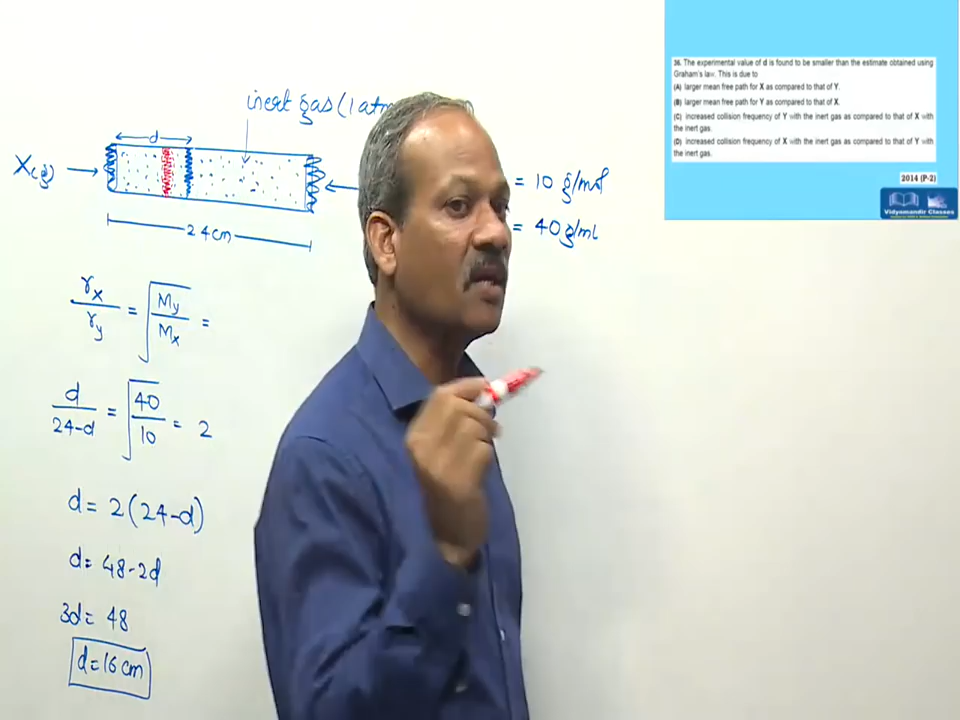 inert gas (1 atm
d
X(g)
24cm
= 10 g/mol
= 40 g/ml
rx/ry = √My/Mx =
d/24-d = √40/10 = 2
d = 2(24-d)
d = 48-2d
3d = 48
d = 16 cm
36. The experimental value of d is found to be smaller than the estimate obtained using
Graham's law. This is due to
(A) larger mean free path for X as compared to that of Y.
(B) larger mean free path for Y as compared to that of X.
(C) increased collision frequency of Y with the inert gas as compared to that of X with
the inert gas.
(D) increased collision frequency of X with the inert gas as compared to that of Y with
the inert gas.
2014 (P-2)
Vidyamandir Classes